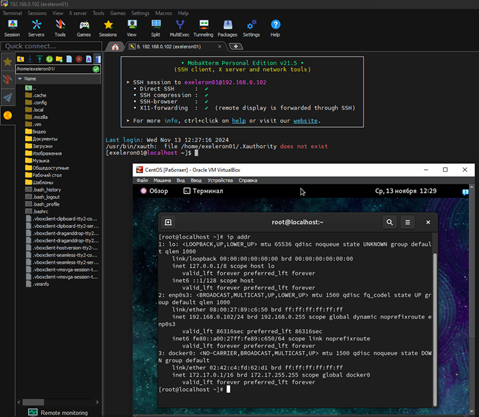 192.168.0.102 (exeleron01)
Terminal Sessions View X server Tools Games Settings Macros Help
Session Servers Tools Games Sessions View Split MultiExec Tunneling Packages Settings Help
Quick connect...
6. 192.168.0.102 (exeleron01)
/home/exeleron01/
Name
..
.cache
.config
.local
.mozilla
.vim
Видео
Документы
Загрузки
Изображения
Музыка
Общедоступные
Рабочий стол
Шаблоны
.bash_history
.bash_logout
.bash_profile
.bashrc
.vboxclient-clipboard-tty2-co
.vboxclient-clipboard-tty2-ser
.vboxclient-draganddrop-tty2-
.vboxclient-draganddrop-tty2-
.vboxclient-hostversion-tty2-c
.vboxclient-seamless-tty2-co
.vboxclient-seamless-tty2-ser
.vboxclient-vmsvga-session-t
.viminfo
Remote monitoring
• MobaXterm Personal Edition v21.5 •
(SSH client, X server and network tools)
▸ SSH session to exeleron01@192.168.0.102
• Direct SSH : ✓
• SSH compression : ✓
• SSH-browser : ✓
• X11-forwarding : ✓ (remote display is forwarded through SSH)
▸ For more info, ctrl+click on help or visit our website.
Last login: Wed Nov 13 12:27:16 2024
/usr/bin/xauth: file /home/exeleron01/.Xauthority does not exist
[exeleron01@localhost ~]$
CentOS [Работает] - Oracle VM VirtualBox
Файл Машина Вид Ввод Устройства Справка
Обзор Терминал Ср, 13 ноября 12:29
root@localhost:~
[root@localhost ~]# ip addr
1: lo: <LOOPBACK,UP,LOWER_UP> mtu 65536 qdisc noqueue state UNKNOWN group defaul
t qlen 1000
link/loopback 00:00:00:00:00:00 brd 00:00:00:00:00:00
inet 127.0.0.1/8 scope host lo
valid_lft forever preferred_lft forever
inet6 ::1/128 scope host
valid_lft forever preferred_lft forever
2: enp0s3: <BROADCAST,MULTICAST,UP,LOWER_UP> mtu 1500 qdisc fq_codel state UP gr
oup default qlen 1000
link/ether 08:00:27:89:c6:50 brd ff:ff:ff:ff:ff:ff
inet 192.168.0.102/24 brd 192.168.0.255 scope global dynamic noprefixroute e
np0s3
valid_lft 86316sec preferred_lft 86316sec
inet6 fe80::a00:27ff:fe89:c650/64 scope link noprefixroute
valid_lft forever preferred_lft forever
3: docker0: <NO-CARRIER,BROADCAST,MULTICAST,UP> mtu 1500 qdisc noqueue state DOW
N group default
link/ether 02:42:c4:fd:02:d1 brd ff:ff:ff:ff:ff:ff
inet 172.17.0.1/16 brd 172.17.255.255 scope global docker0
valid_lft forever preferred_lft forever
[root@localhost ~]#